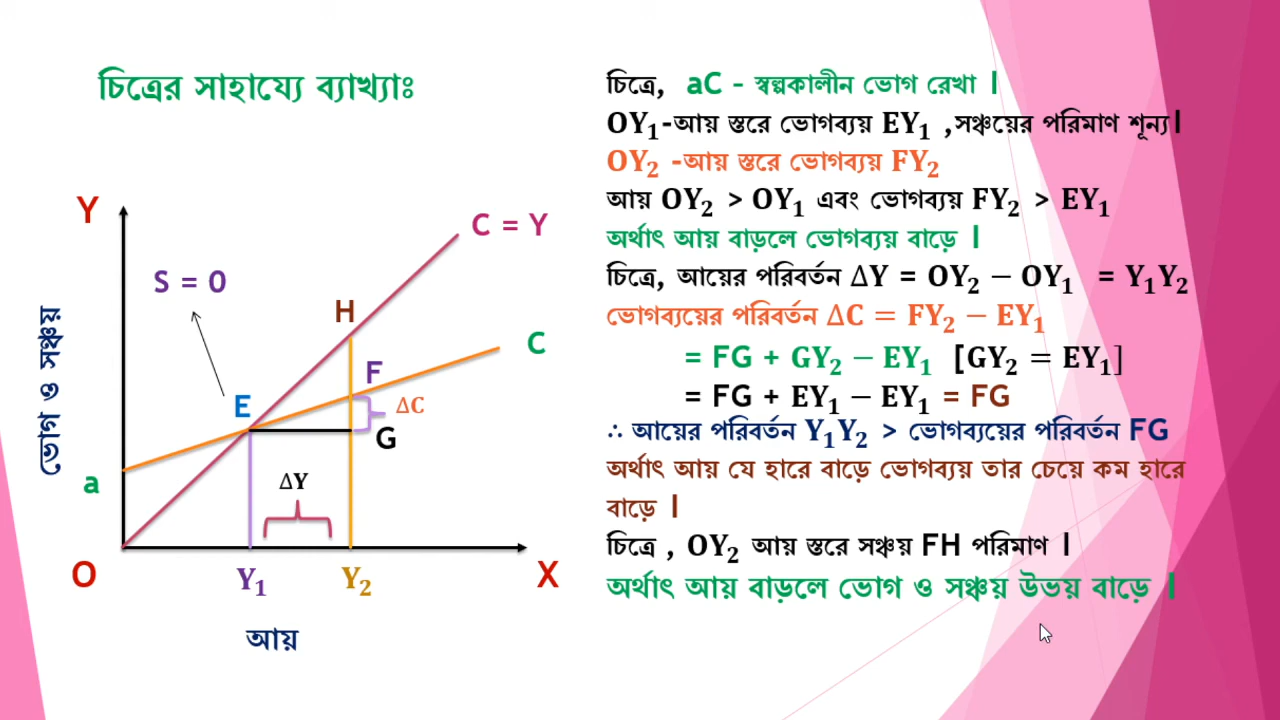 চিত্রের সাহায্যে ব্যাখ্যাঃ
Y
C = Y
S = 0
H
C
F
E
ΔC
G
a
ΔY
ভোগ ও সঞ্চয়
O
Y₁
Y₂
X
আয়
চিত্রে, aC – স্বল্পকালীন ভোগ রেখা ।
OY₁-আয় স্তরে ভোগব্যয় EY₁ ,সঞ্চয়ের পরিমাণ শূন্য।
OY₂ -আয় স্তরে ভোগব্যয় FY₂
আয় OY₂ > OY₁ এবং ভোগব্যয় FY₂ > EY₁
অর্থাৎ আয় বাড়লে ভোগব্যয় বাড়ে ।
চিত্রে, আয়ের পরিবর্তন ΔY = OY₂ − OY₁ = Y₁Y₂
ভোগব্যয়ের পরিবর্তন ΔC = FY₂ − EY₁
= FG + GY₂ − EY₁ [GY₂ = EY₁]
= FG + EY₁ − EY₁ = FG
∴ আয়ের পরিবর্তন Y₁Y₂ > ভোগব্যয়ের পরিবর্তন FG
অর্থাৎ আয় যে হারে বাড়ে ভোগব্যয় তার চেয়ে কম হারে
বাড়ে ।
চিত্রে , OY₂ আয় স্তরে সঞ্চয় FH পরিমাণ ।
অর্থাৎ আয় বাড়লে ভোগ ও সঞ্চয় উভয় বাড়ে ।